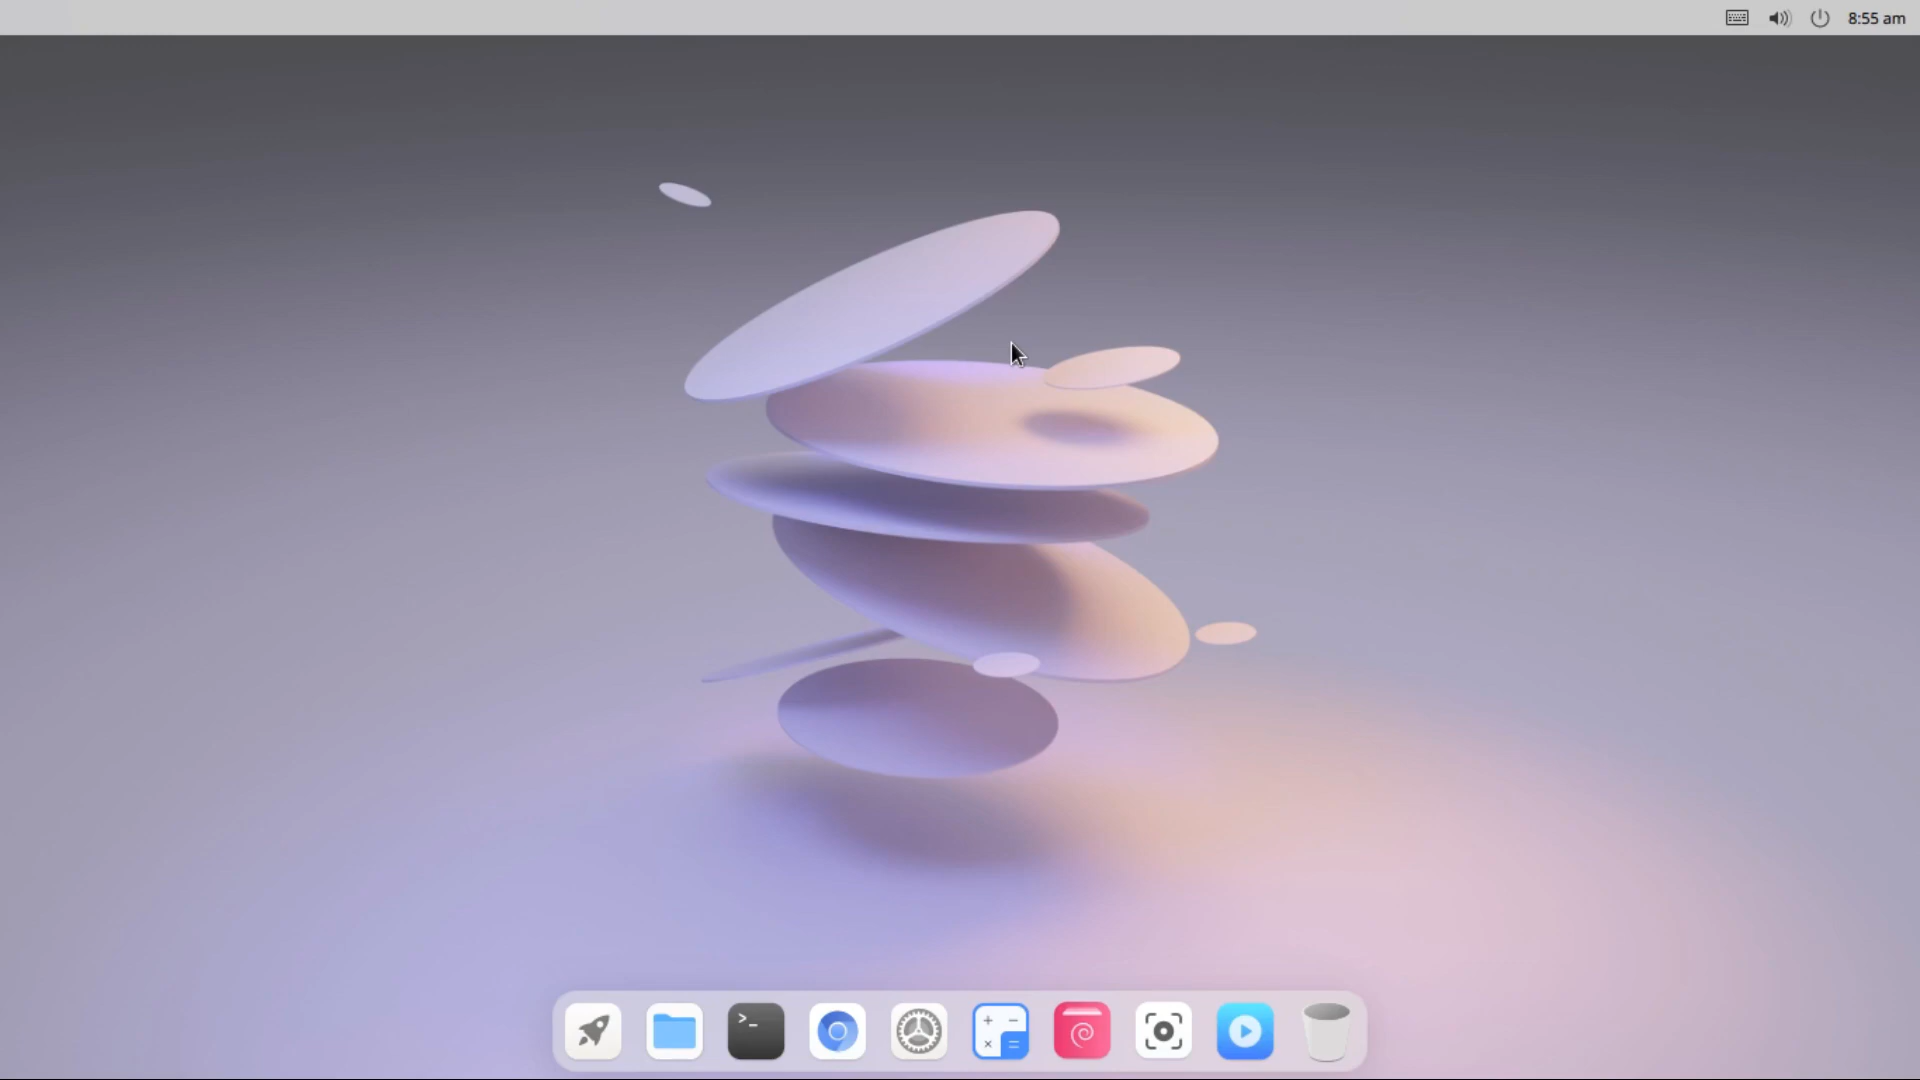 8:55 am
>_
+ −
× =